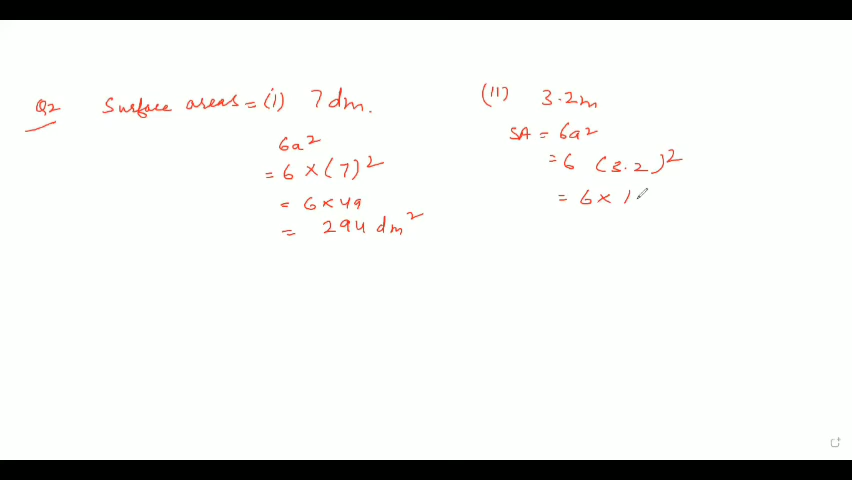 Q2 Surface areas = (i) 7 dm.
6a²
= 6 × (7)²
= 6 × 49
= 294 dm²
(II) 3.2m
SA = 6a²
= 6 (3.2)²
= 6 × 1